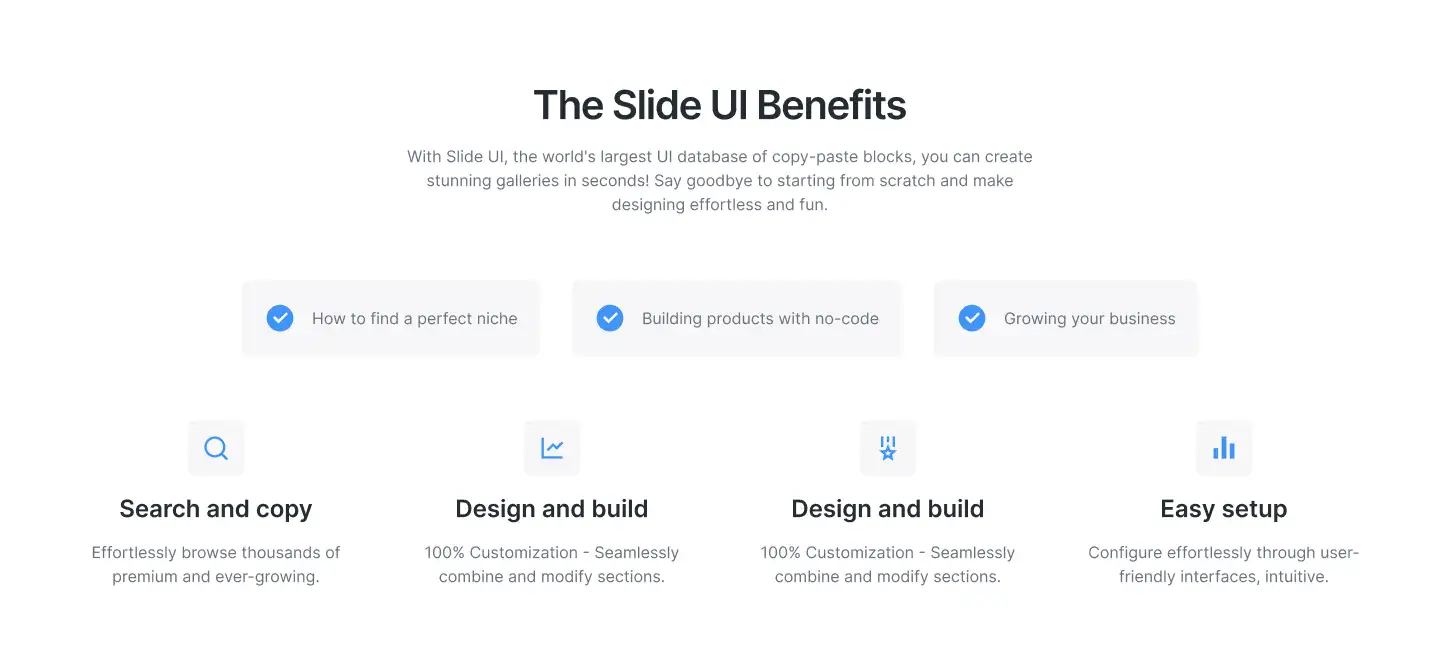 The Slide UI Benefits
With Slide UI, the world's largest UI database of copy-paste blocks, you can create
stunning galleries in seconds! Say goodbye to starting from scratch and make
designing effortless and fun.
How to find a perfect niche
Building products with no-code
Growing your business
Search and copy
Effortlessly browse thousands of
premium and ever-growing.
Design and build
100% Customization - Seamlessly
combine and modify sections.
Design and build
100% Customization - Seamlessly
combine and modify sections.
Easy setup
Configure effortlessly through user-
friendly interfaces, intuitive.